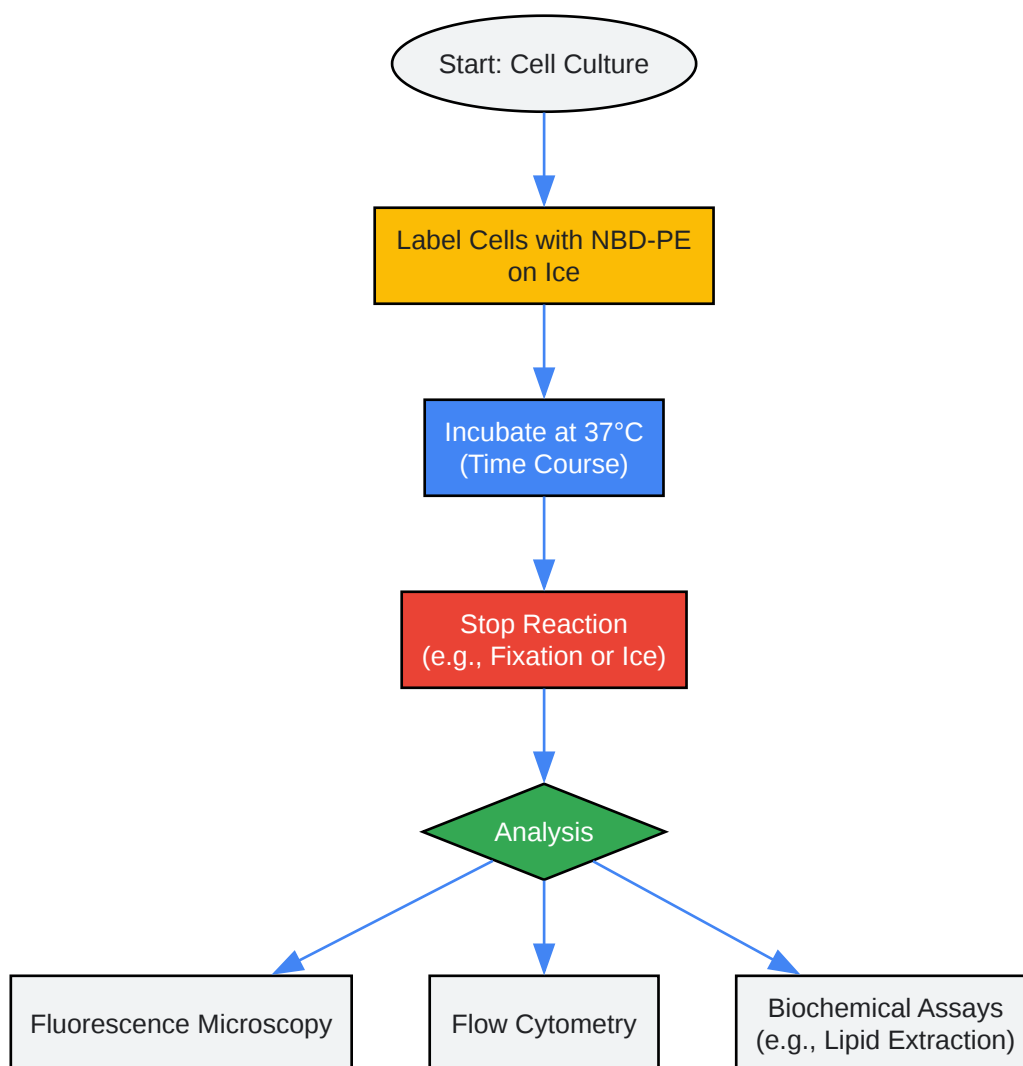 Start: Cell Culture
Label Cells with NBD-PE
on Ice
Incubate at 37°C
(Time Course)
Stop Reaction
(e.g., Fixation or Ice)
Analysis
Fluorescence Microscopy
Flow Cytometry
Biochemical Assays
(e.g., Lipid Extraction)